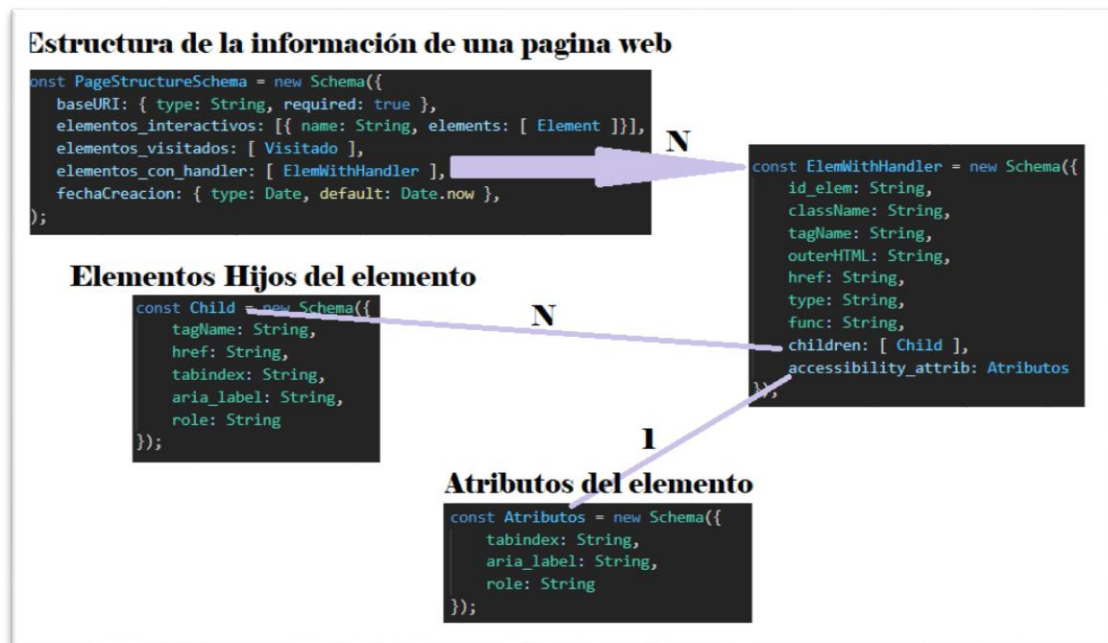 Estructura de la información de una pagina web
onst PageStructureSchema = new Schema({
baseURI: { type: String, required: true },
elementos_interactivos: [{ name: String, elements: [ Element ]}],
elementos_visitados: [ Visitado ],
elementos_con_handler: [ ElemWithHandler ],
fechaCreacion: { type: Date, default: Date.now },
);
N
const ElemWithHandler = new Schema({
id_elem: String,
className: String,
tagName: String,
outerHTML: String,
href: String,
type: String,
func: String,
children: [ Child ],
accessibility_attrib: Atributos
});
Elementos Hijos del elemento
const Child = new Schema({
tagName: String,
href: String,
tabindex: String,
aria_label: String,
role: String
});
N
1
Atributos del elemento
const Atributos = new Schema({
tabindex: String,
aria_label: String,
role: String
});